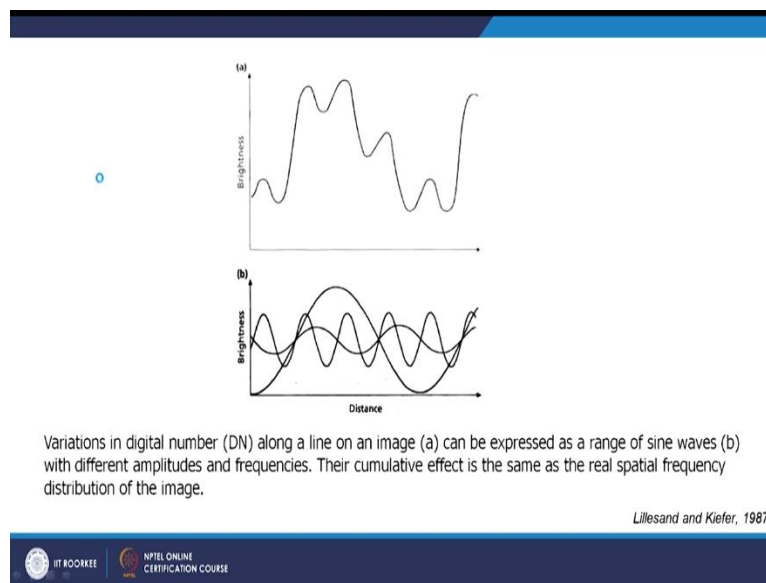 (a)
Brightness
(b)
Brightness
Distance
Variations in digital number (DN) along a line on an image (a) can be expressed as a range of sine waves (b)
with different amplitudes and frequencies. Their cumulative effect is the same as the real spatial frequency
distribution of the image.
Lillesand and Kiefer, 1987
IIT ROORKEE
NPTEL ONLINE
CERTIFICATION COURSE